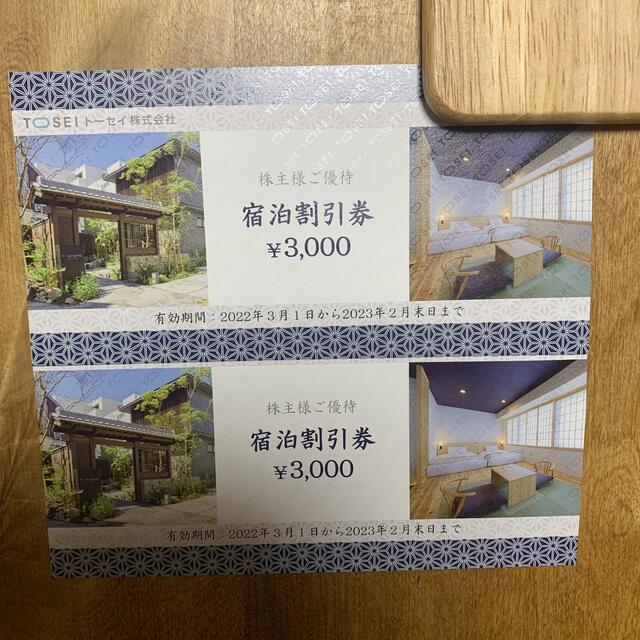 TOSEI トーセイ株式会社
株主様ご優待
宿泊割引券
¥3,000
有効期間：2022年3月1日から2023年2月末日まで
株主様ご優待
宿泊割引券
¥3,000
有効期間：2022年3月1日から2023年2月末日まで